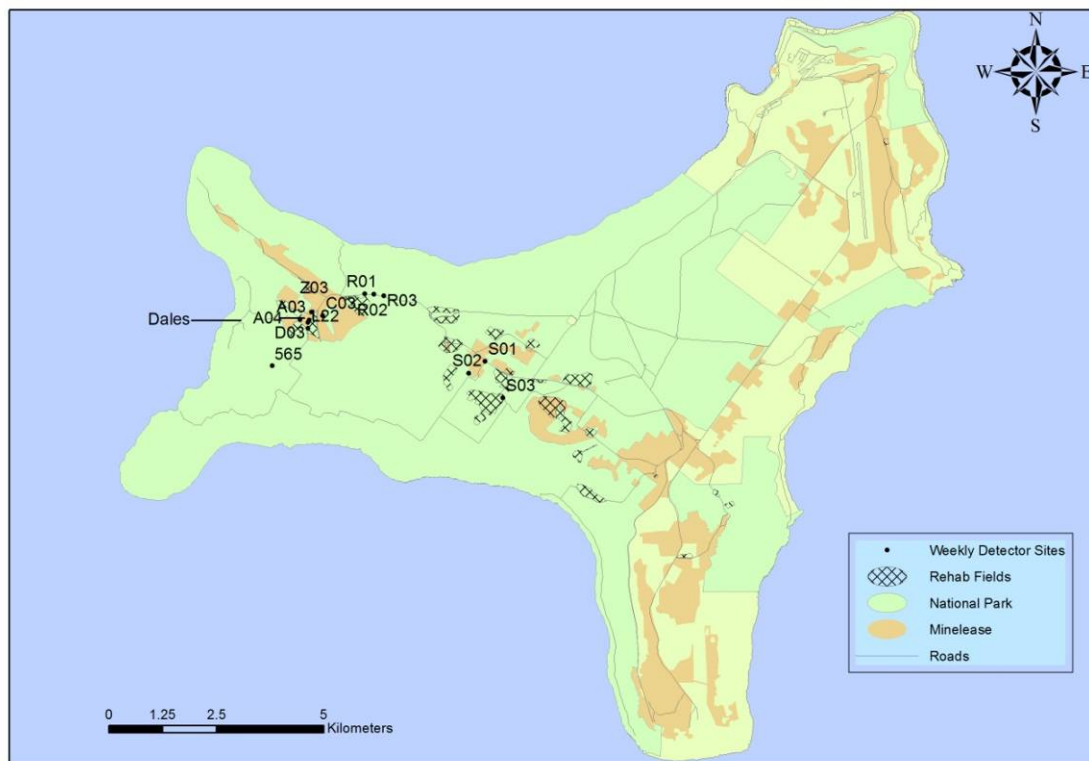 N
W E
S
Z03
R01
A03
C03
R03
A04
L22
R02
Dales
D03
565
S01
S02
S03
Weekly Detector Sites
Rehab Fields
National Park
Minelease
Roads
0 1.25 2.5 5
Kilometers